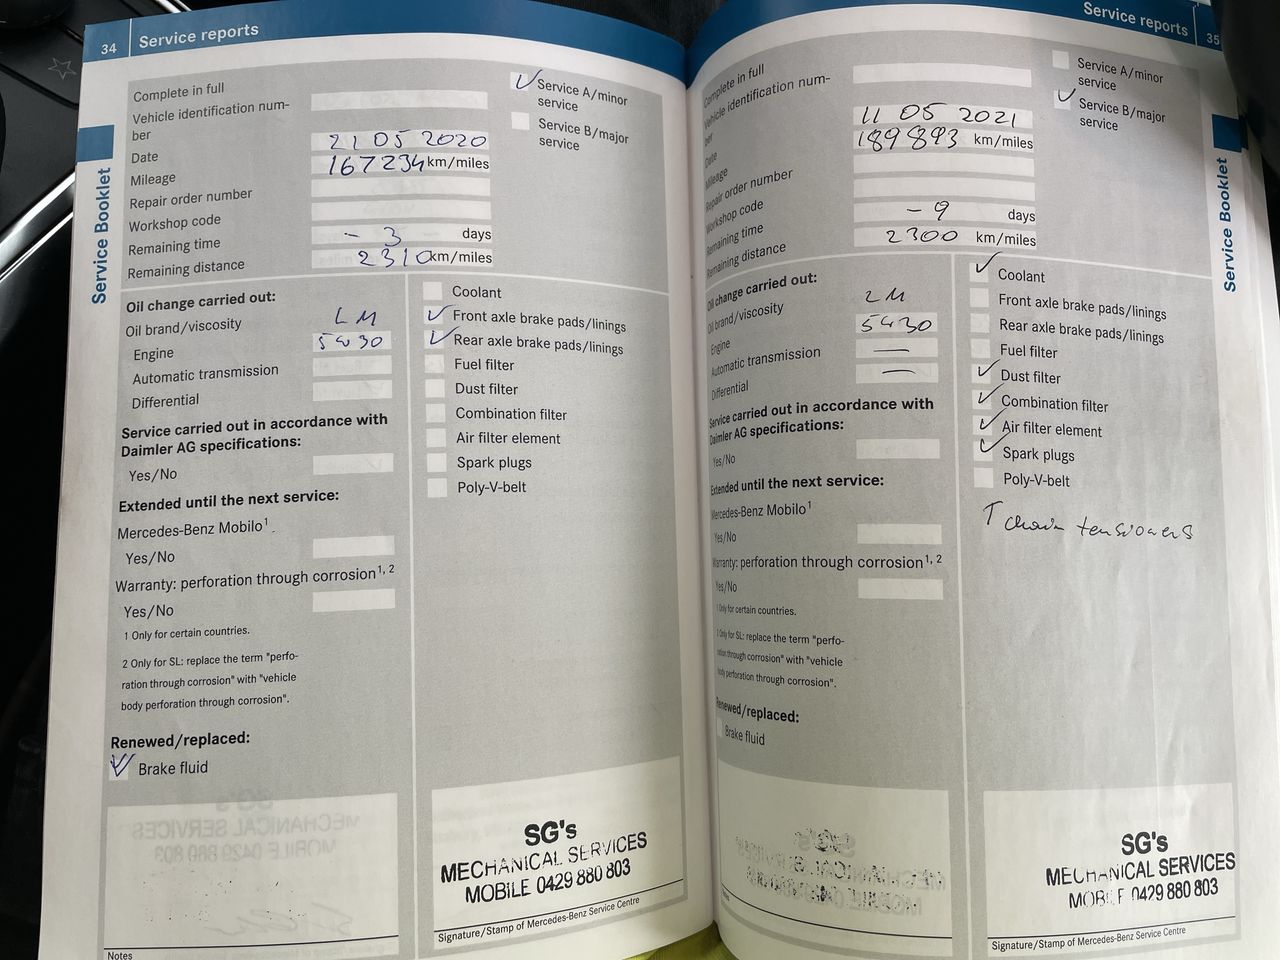 34 Service reports
Complete in full
Vehicle identification num-
ber
Date 21 05 2020
Mileage 167234 km/miles
Repair order number
Workshop code
Remaining time - 3 days
Remaining distance 2310 km/miles
Service A/minor
service
Service B/major
service
Service Booklet
Oil change carried out:
Oil brand/viscosity LM
Engine 5w30
Automatic transmission
Differential
Service carried out in accordance with
Daimler AG specifications:
Yes/No
Extended until the next service:
Mercedes-Benz Mobilo1
Yes/No
Warranty: perforation through corrosion1, 2
Yes/No
1 Only for certain countries.
2 Only for SL: replace the term "perfo-
ration through corrosion" with "vehicle
body perforation through corrosion".
Renewed/replaced:
Brake fluid
Notes
Coolant
Front axle brake pads/linings
Rear axle brake pads/linings
Fuel filter
Dust filter
Combination filter
Air filter element
Spark plugs
Poly-V-belt
SG's
MECHANICAL SERVICES
MOBILE 0429 880 803
Signature/Stamp of Mercedes-Benz Service Centre
Service reports 35
Complete in full
Vehicle identification num-
ber
Date 11 05 2021
Mileage 189893 km/miles
Repair order number
Workshop code
Remaining time - 9 days
Remaining distance 2300 km/miles
Service A/minor
service
Service B/major
service
Service Booklet
Oil change carried out:
Oil brand/viscosity LM
Engine 5w30
Automatic transmission —
Differential —
Service carried out in accordance with
Daimler AG specifications:
Yes/No
Extended until the next service:
Mercedes-Benz Mobilo1
Yes/No
Warranty: perforation through corrosion1, 2
Yes/No
1 Only for certain countries.
2 Only for SL: replace the term "perfo-
ration through corrosion" with "vehicle
body perforation through corrosion".
Renewed/replaced:
Brake fluid
Coolant
Front axle brake pads/linings
Rear axle brake pads/linings
Fuel filter
Dust filter
Combination filter
Air filter element
Spark plugs
Poly-V-belt
T chain tensioners
SG's
MECHANICAL SERVICES
MOBILE 0429 880 803
Signature/Stamp of Mercedes-Benz Service Centre